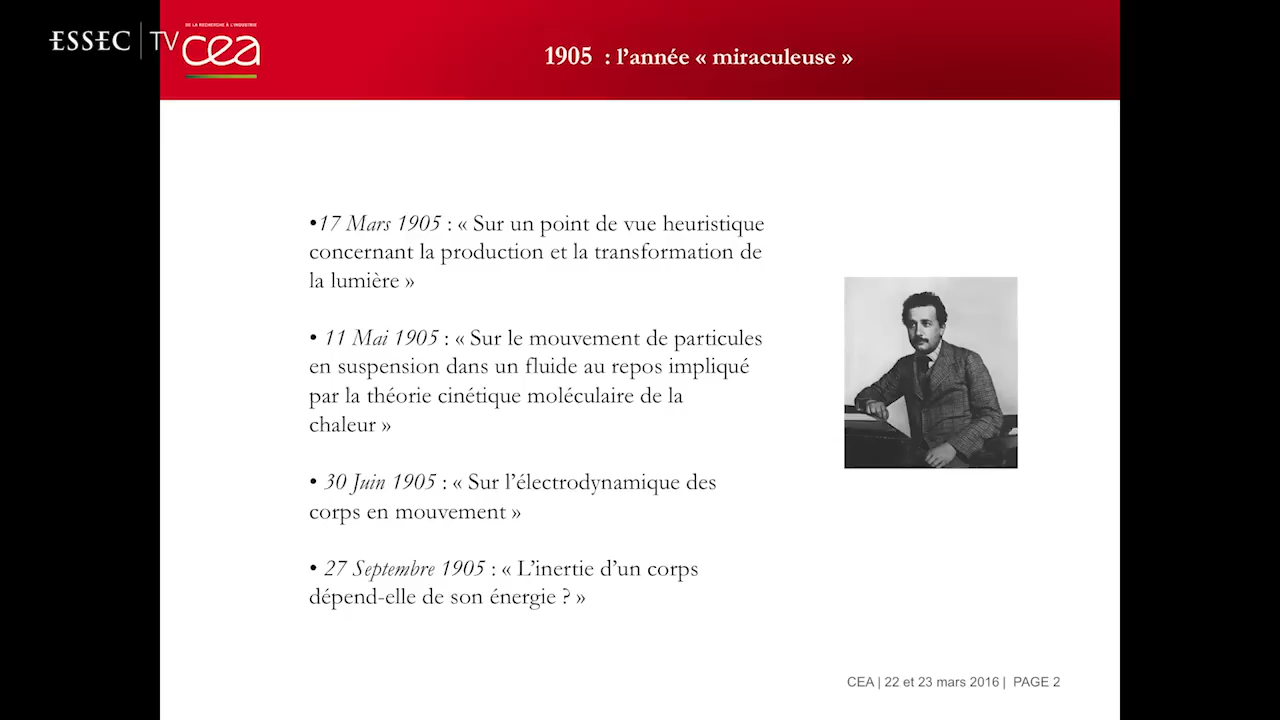 DE LA RECHERCHE À L'INDUSTRIE
ESSEC | TV
cea
1905 : l'année « miraculeuse »
•17 Mars 1905 : « Sur un point de vue heuristique
concernant la production et la transformation de
la lumière »
• 11 Mai 1905 : « Sur le mouvement de particules
en suspension dans un fluide au repos impliqué
par la théorie cinétique moléculaire de la
chaleur »
• 30 Juin 1905 : « Sur l'électrodynamique des
corps en mouvement »
• 27 Septembre 1905 : « L'inertie d'un corps
dépend-elle de son énergie ? »
CEA | 22 et 23 mars 2016 | PAGE 2